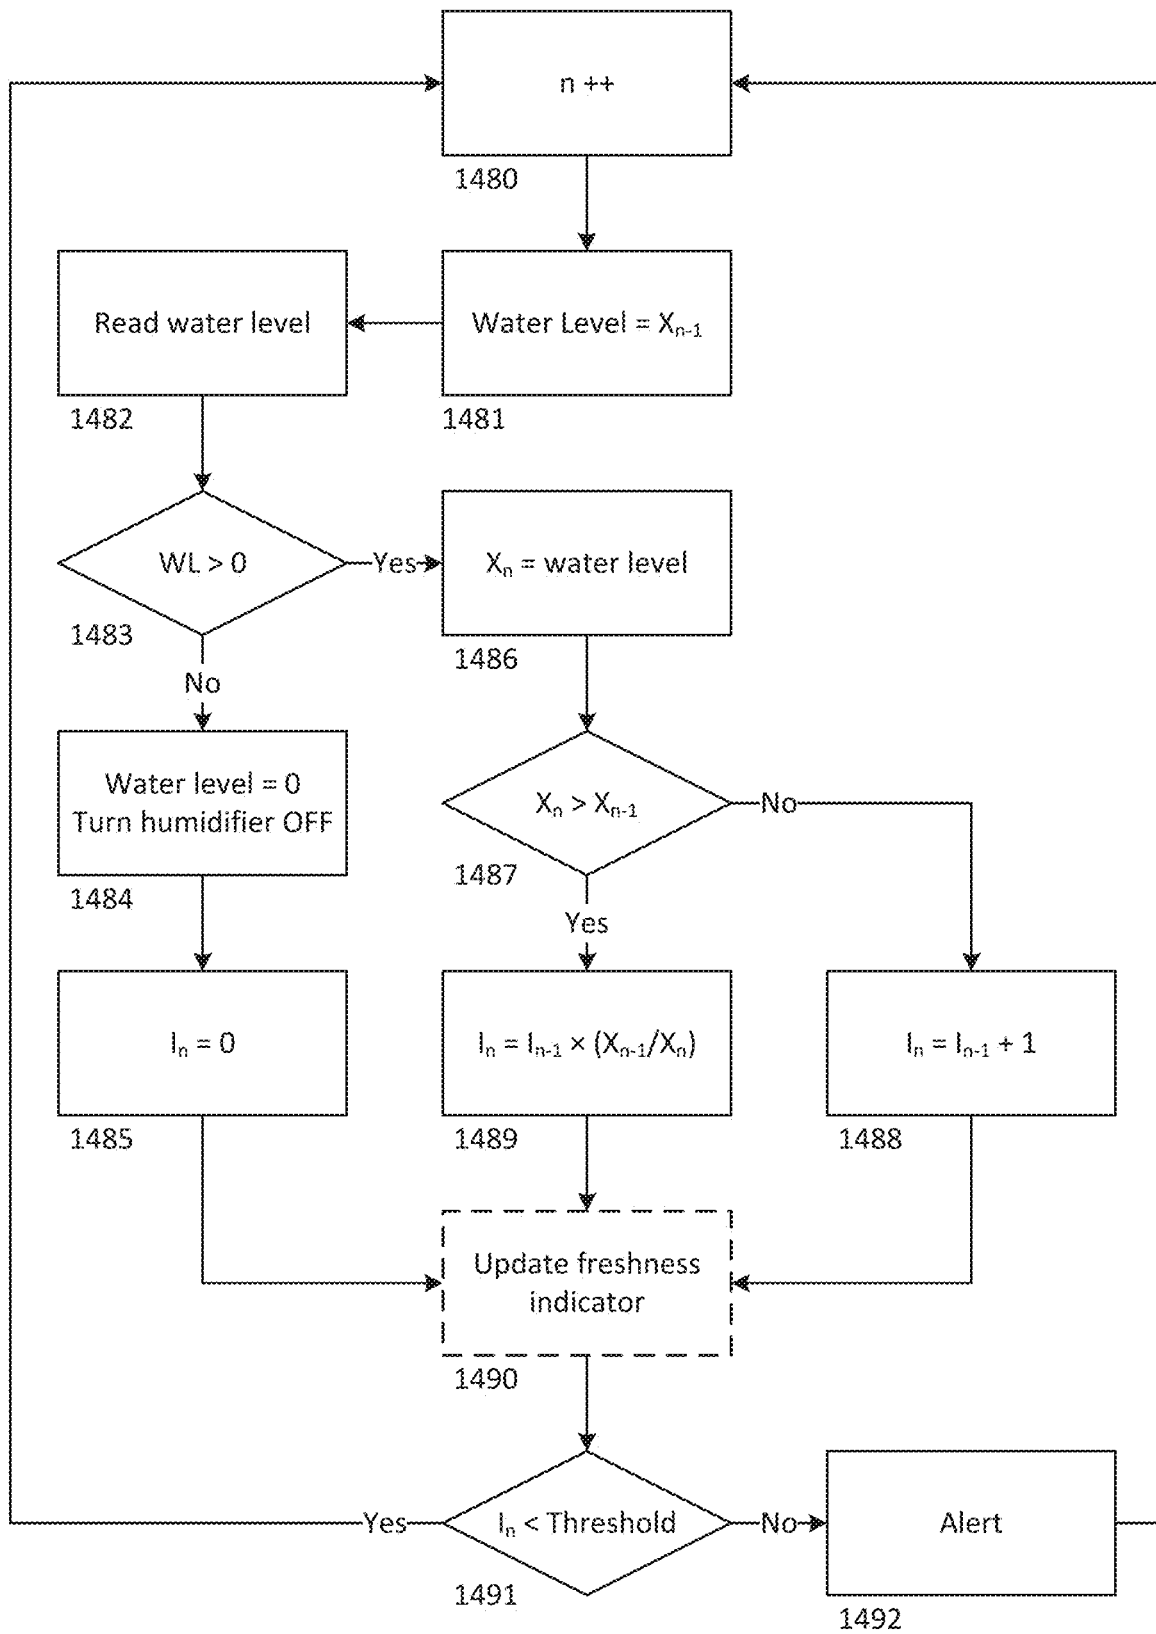 n ++
1480
Read water level
Water Level = Xₙ₋₁
1482
1481
WL > 0
Yes
Xₙ = water level
1483
1486
No
Water level = 0
Turn humidifier OFF
Xₙ > Xₙ₋₁
No
1484
1487
Yes
Iₙ = 0
Iₙ = Iₙ₋₁ × (Xₙ₋₁/Xₙ)
Iₙ = Iₙ₋₁ + 1
1485
1489
1488
Update freshness
indicator
1490
Yes
Iₙ < Threshold
No
Alert
1491
1492